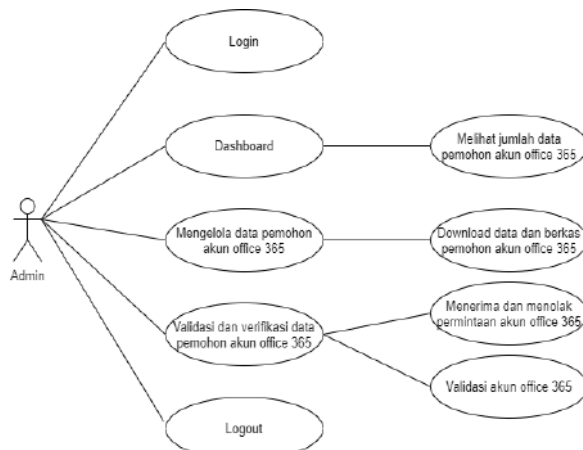 Login
Dashboard
Melihat jumlah data
pemohon akun office 365
Admin
Mengelola data pemohon
akun office 365
Download data dan berkas
pemohon akun office 365
Validasi dan verifikasi data
pemohon akun office 365
Menerima dan menolak
permintaan akun office 365
Validasi akun office 365
Logout